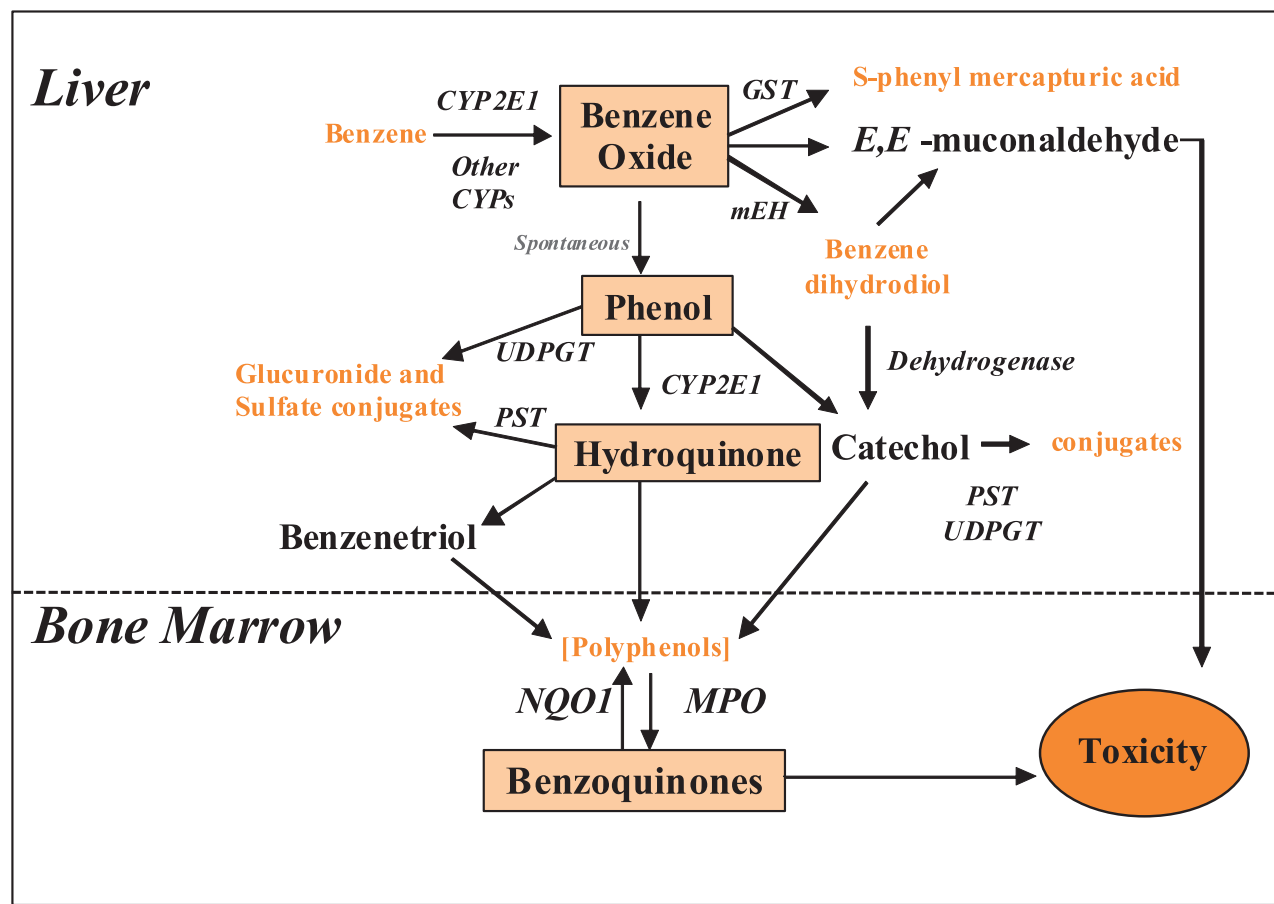 Liver
S-phenyl mercapturic acid
CYP2E1
GST
Benzene
Benzene
Oxide
E,E -muconaldehyde
Other
CYPs
mEH
Spontaneous
Benzene
dihydrodiol
Phenol
UDPGT
Dehydrogenase
Glucuronide and
Sulfate conjugates
CYP2E1
PST
Hydroquinone
Catechol
conjugates
PST
UDPGT
Benzenetriol
Bone Marrow
[Polyphenols]
NQO1
MPO
Benzoquinones
Toxicity